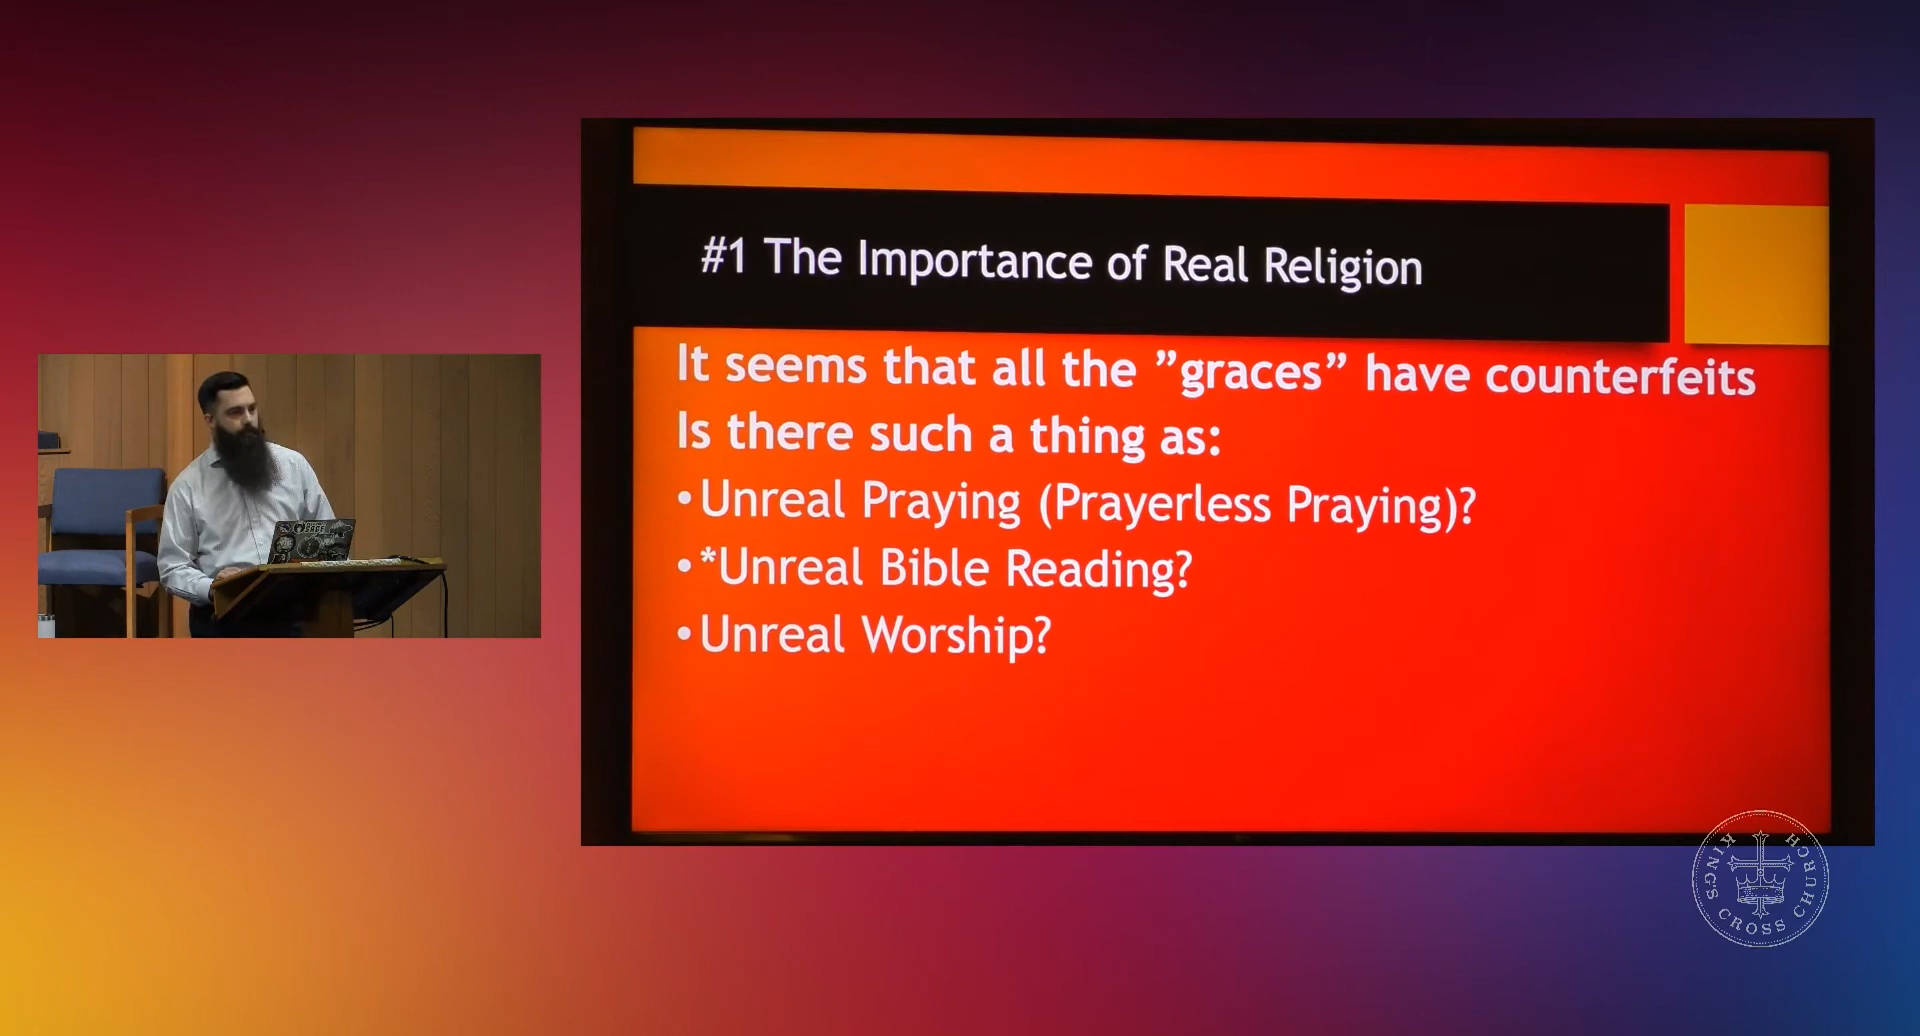 #1 The Importance of Real Religion
It seems that all the ”graces” have counterfeits
Is there such a thing as:
•Unreal Praying (Prayerless Praying)?
•*Unreal Bible Reading?
•Unreal Worship?
KING'S CROSS CHURCH